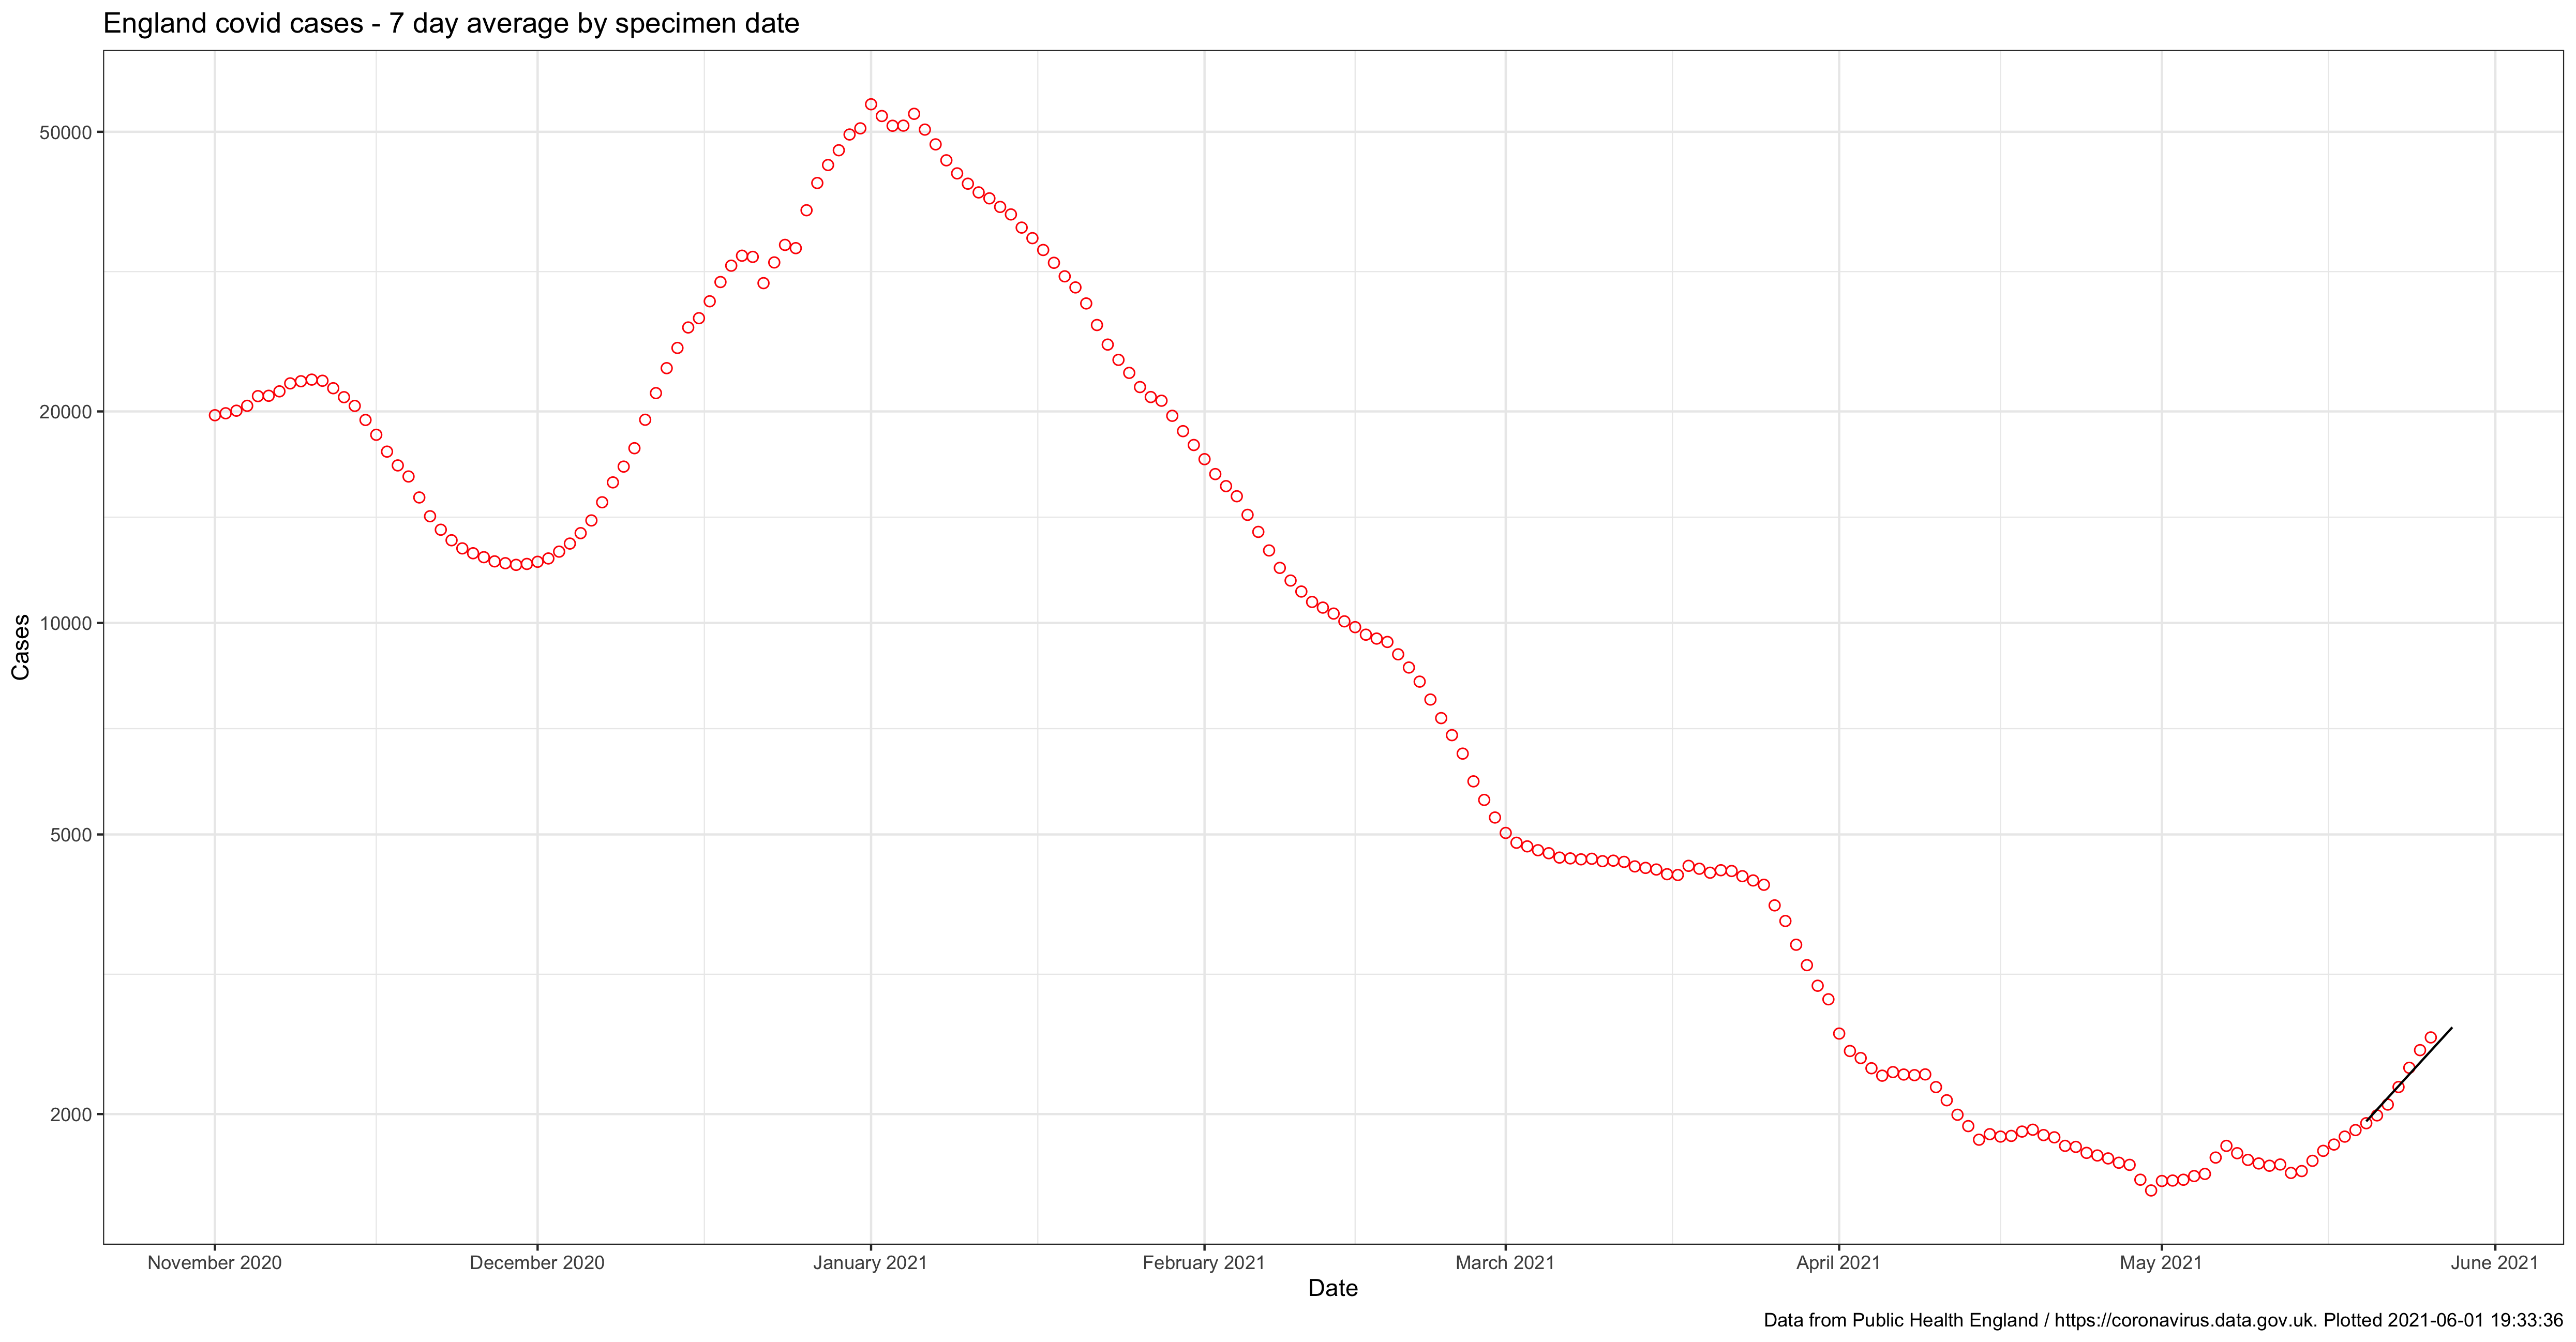 England covid cases - 7 day average by specimen date
50000
20000
10000
5000
2000
Cases
November 2020
December 2020
January 2021
February 2021
March 2021
April 2021
May 2021
June 2021
Date
Data from Public Health England / https://coronavirus.data.gov.uk. Plotted 2021-06-01 19:33:36